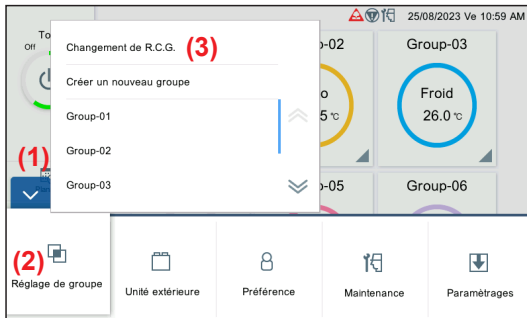 25/08/2023 Ve 10:59 AM
To
Off
Changement de R.C.G. (3)
Créer un nouveau groupe
Group-01
Group-02
Group-03
-02
o
5 °C
Group-03
Froid
26.0 °C
(1)
-05
Group-06
(2)
Réglage de groupe
Unité extérieure
Préférence
Maintenance
Paramètrages